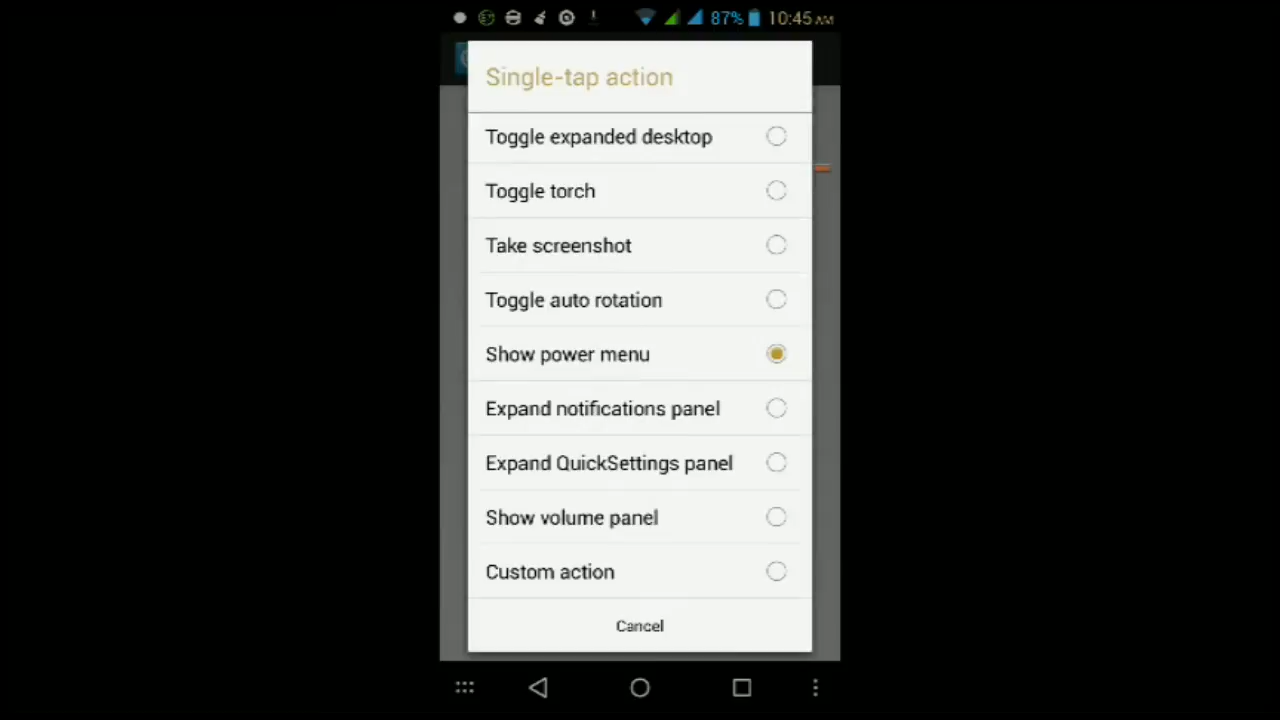 87% 10:45 AM
Single-tap action
Toggle expanded desktop
Toggle torch
Take screenshot
Toggle auto rotation
Show power menu
Expand notifications panel
Expand QuickSettings panel
Show volume panel
Custom action
Cancel